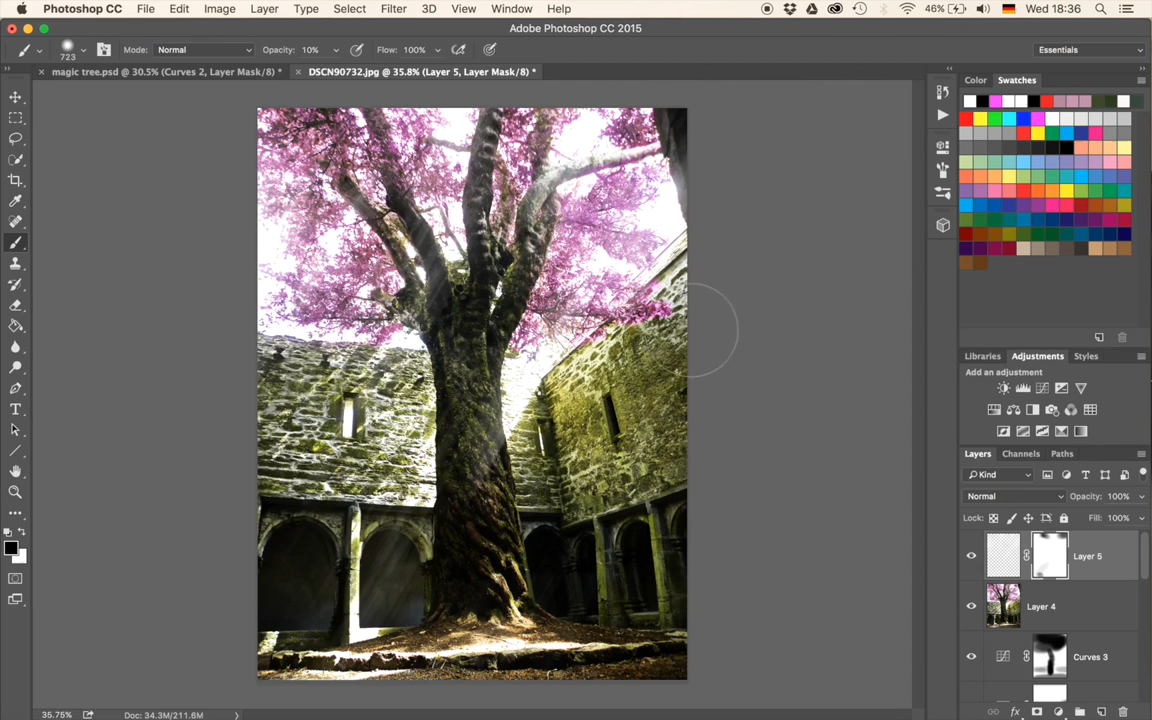 Photoshop CC File Edit Image Layer Type Select Filter 3D View Window Help 46% Wed 18:36
Adobe Photoshop CC 2015
723 Mode: Normal Opacity: 10% Flow: 100% Essentials
magic tree.psd @ 30.5% (Curves 2, Layer Mask/8) * DSCN90732.jpg @ 35.8% (Layer 5, Layer Mask/8) *
Color Swatches
Libraries Adjustments Styles
Add an adjustment
Layers Channels Paths
Kind
Normal Opacity: 100%
Lock: Fill: 100%
Layer 5
Layer 4
Curves 3
fx
35.75% Doc: 34.3M/211.6M